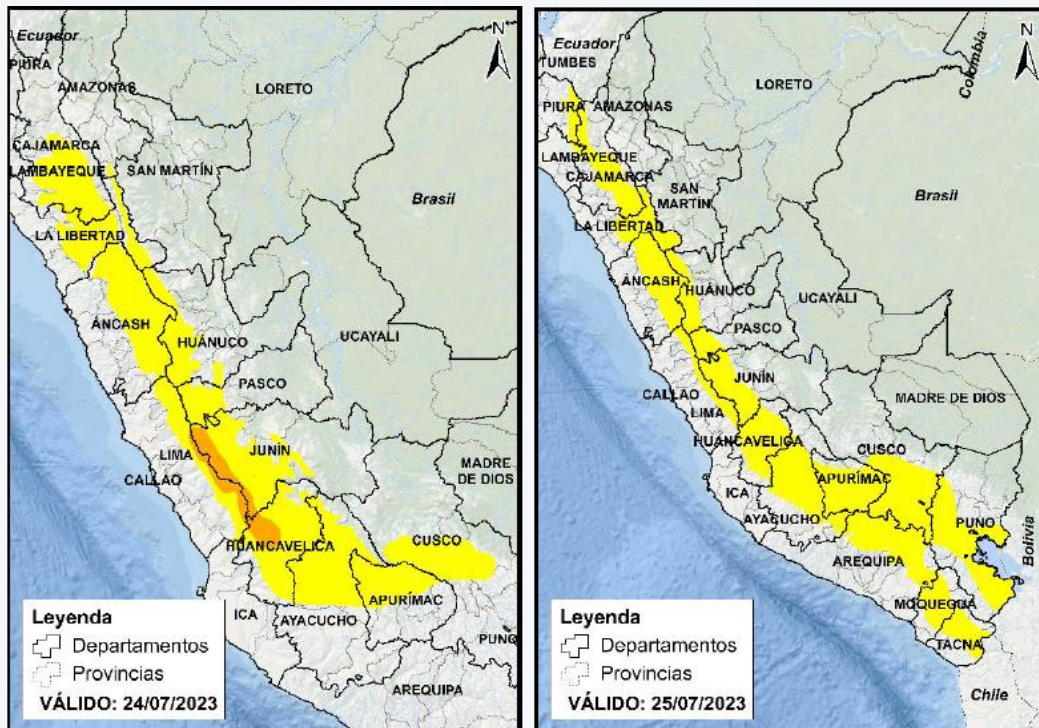 N
Ecuador
PIURA
AMAZONAS
LORETO
CAJAMARCA
LAMBAYEQUE
SAN MARTÍN
Brasil
LA LIBERTAD
ÁNCASH
HUÁNUCO
UCAYALI
PASCO
LIMA
JUNÍN
CALLAO
MADRE
DE DIOS
HUANCAVELICA
CUSCO
APURÍMAC
ICA
AYACUCHO
PUNO
AREQUIPA
Leyenda
Departamentos
Provincias
VÁLIDO: 24/07/2023
N
Ecuador
TUMBES
Colombia
LORETO
PIURA
AMAZONAS
LAMBAYEQUE
CAJAMARCA
SAN
MARTÍN
Brasil
LA LIBERTAD
ÁNCASH
HUÁNUCO
UCAYALI
PASCO
JUNÍN
CALLAO
MADRE DE DIOS
LIMA
HUANCAVELICA
CUSCO
APURÍMAC
ICA
AYACUCHO
PUNO
Bolivia
AREQUIPA
MOQUEGUA
TACNA
Chile
Leyenda
Departamentos
Provincias
VÁLIDO: 25/07/2023